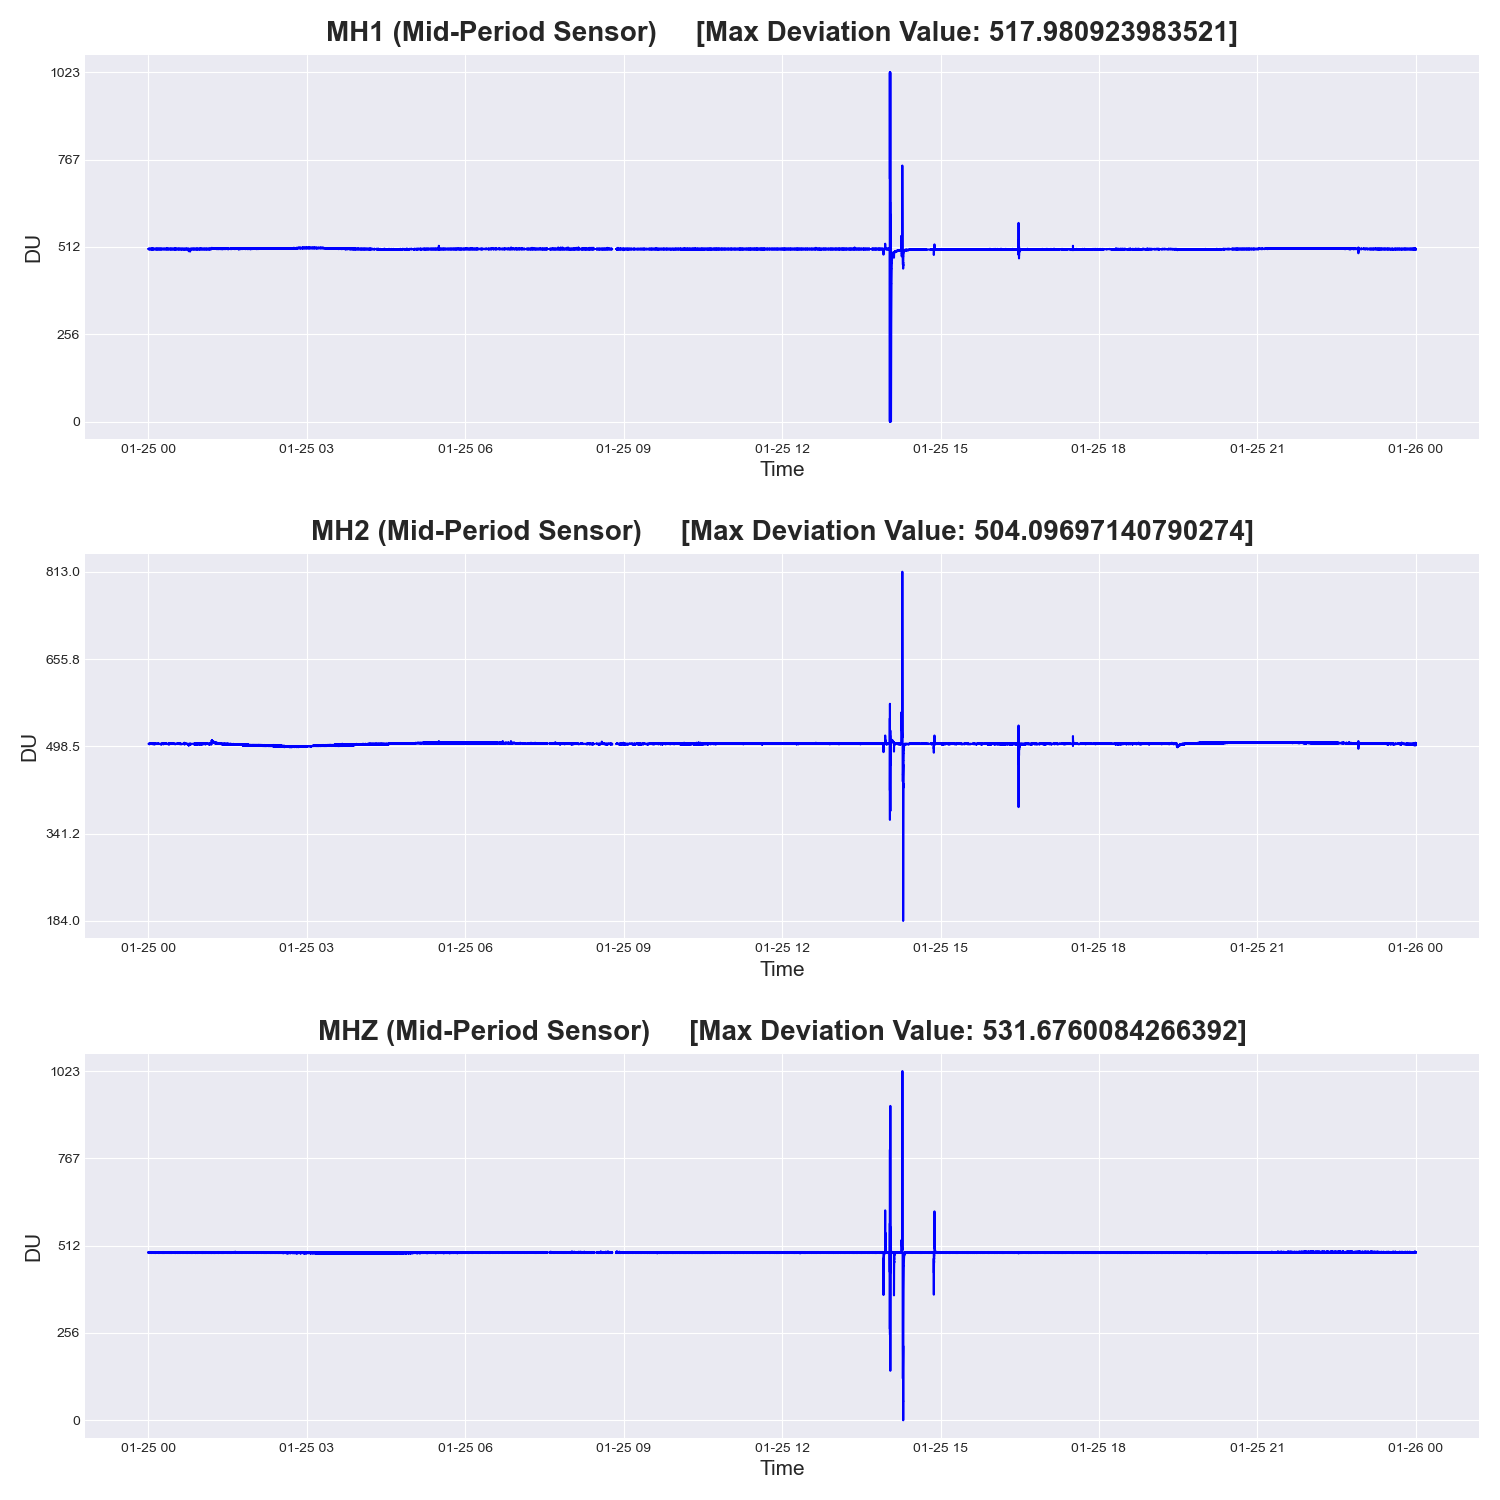 MH1 (Mid-Period Sensor) [Max Deviation Value: 517.980923983521]
1023
767
512
256
0
DU
01-25 00 01-25 03 01-25 06 01-25 09 01-25 12 01-25 15 01-25 18 01-25 21 01-26 00
Time
MH2 (Mid-Period Sensor) [Max Deviation Value: 504.09697140790274]
813.0
655.8
498.5
341.2
184.0
DU
01-25 00 01-25 03 01-25 06 01-25 09 01-25 12 01-25 15 01-25 18 01-25 21 01-26 00
Time
MHZ (Mid-Period Sensor) [Max Deviation Value: 531.6760084266392]
1023
767
512
256
0
DU
01-25 00 01-25 03 01-25 06 01-25 09 01-25 12 01-25 15 01-25 18 01-25 21 01-26 00
Time